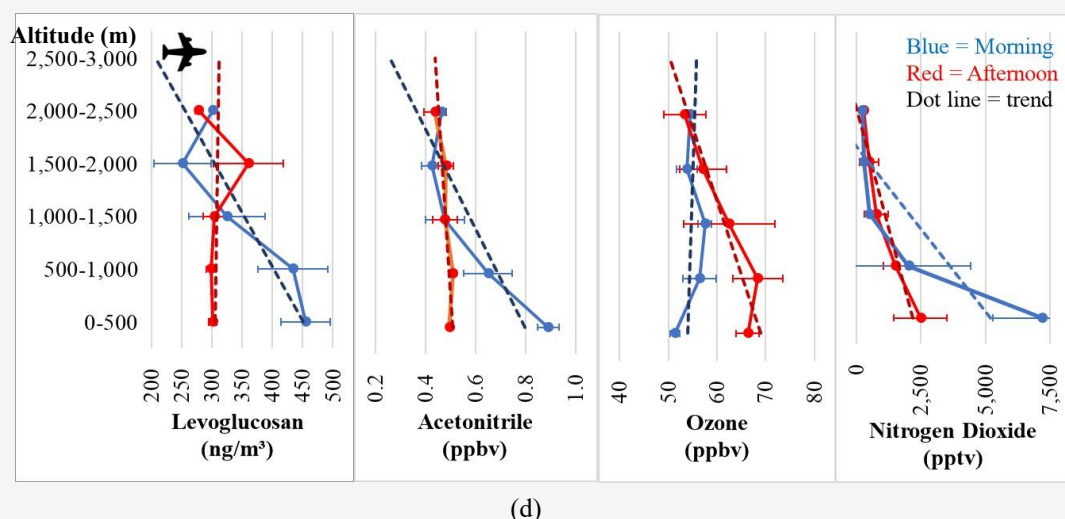 Altitude (m)
2,500-3,000
2,000-2,500
1,500-2,000
1,000-1,500
500-1,000
0-500
200 250 300 350 400 450 500
Levoglucosan
(ng/m³)
0.2 0.4 0.6 0.8 1.0
Acetonitrile
(ppbv)
40 50 60 70 80
Ozone
(ppbv)
Blue = Morning
Red = Afternoon
Dot line = trend
0 2,500 5,000 7,500
Nitrogen Dioxide
(pptv)
(d)